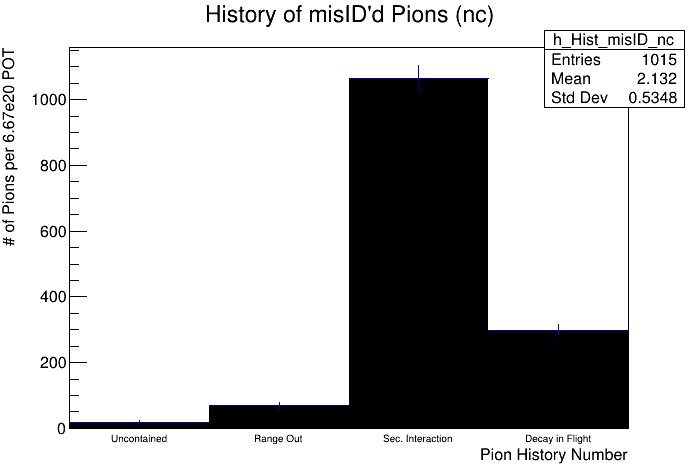 History of misID'd Pions (nc)
h_Hist_misID_nc
Entries 1015
Mean 2.132
Std Dev 0.5348
# of Pions per 6.67e20 POT
1000
800
600
400
200
0
Uncontained Range Out Sec. Interaction Decay in Flight
Pion History Number